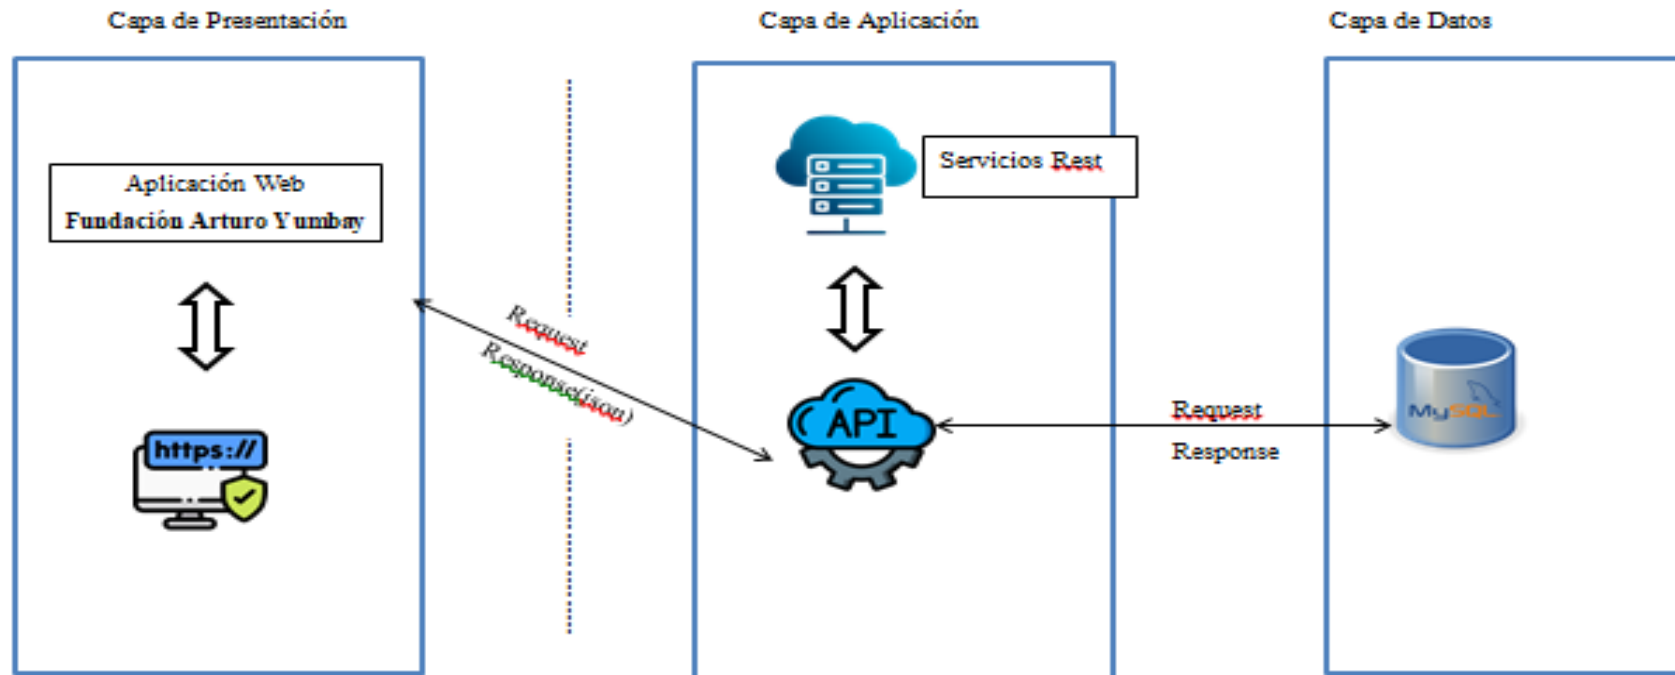 Capa de Presentación
Capa de Aplicación
Capa de Datos
Aplicación Web
Fundación Arturo Yumbay
https://
Request
Response(json)
Servicios Rest
API
Request
Response
MySQL